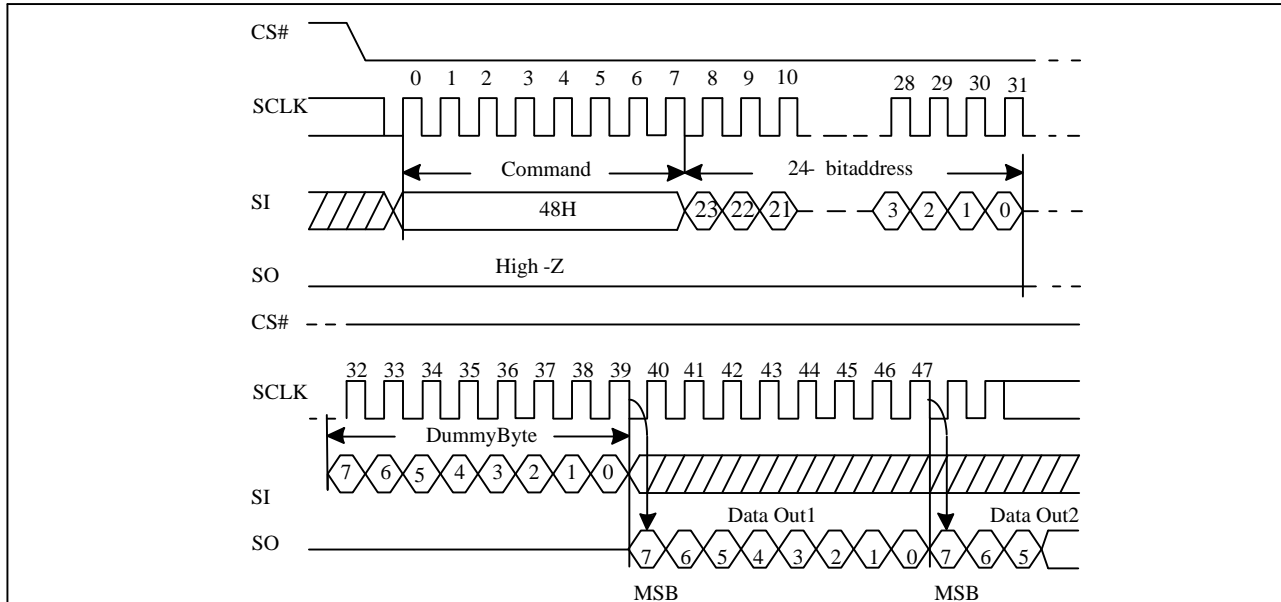 CS#
0 1 2 3 4 5 6 7 8 9 10 28 29 30 31
SCLK
Command 24- bitaddress
SI 48H 23 22 21 3 2 1 0
High -Z
SO
CS#
32 33 34 35 36 37 38 39 40 41 42 43 44 45 46 47
SCLK
DummyByte
7 6 5 4 3 2 1 0
SI
Data Out1 Data Out2
SO 7 6 5 4 3 2 1 0 7 6 5
MSB MSB